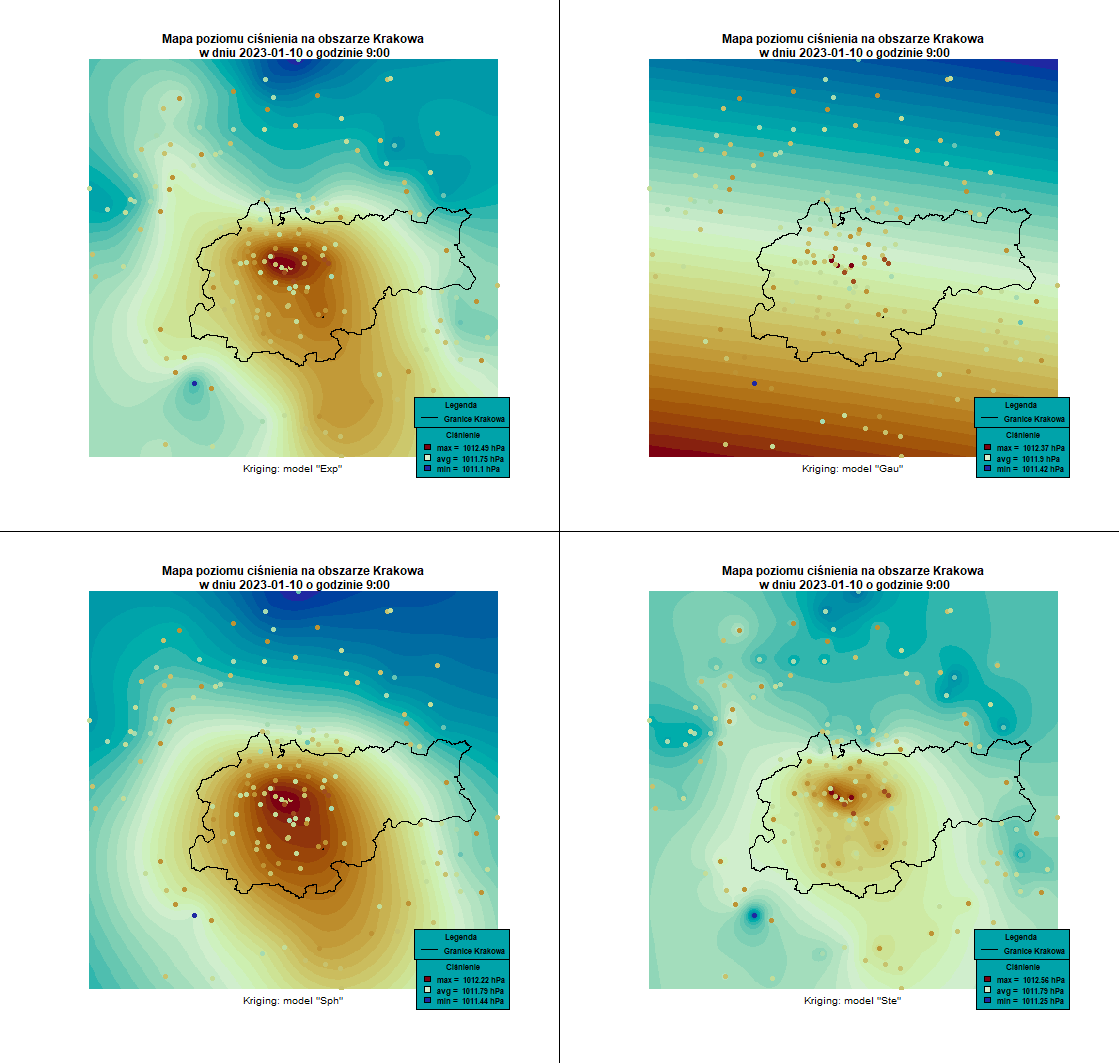 Mapa poziomu ciśnienia na obszarze Krakowa
w dniu 2023-01-10 o godzinie 9:00
Legenda
Granice Krakowa
Ciśnienie
max = 1012.49 hPa
avg = 1011.75 hPa
min = 1011.1 hPa
Kriging: model "Exp"
Mapa poziomu ciśnienia na obszarze Krakowa
w dniu 2023-01-10 o godzinie 9:00
Legenda
Granice Krakowa
Ciśnienie
max = 1012.37 hPa
avg = 1011.9 hPa
min = 1011.42 hPa
Kriging: model "Gau"
Mapa poziomu ciśnienia na obszarze Krakowa
w dniu 2023-01-10 o godzinie 9:00
Legenda
Granice Krakowa
Ciśnienie
max = 1012.22 hPa
avg = 1011.79 hPa
min = 1011.44 hPa
Kriging: model "Sph"
Mapa poziomu ciśnienia na obszarze Krakowa
w dniu 2023-01-10 o godzinie 9:00
Legenda
Granice Krakowa
Ciśnienie
max = 1012.56 hPa
avg = 1011.79 hPa
min = 1011.25 hPa
Kriging: model "Ste"